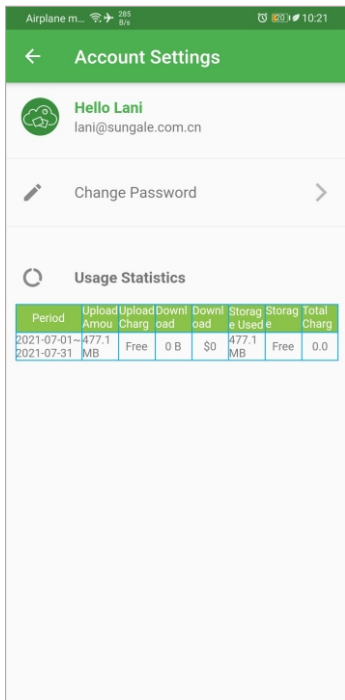 Airplane m... 285 B/s 20 10:21
Account Settings
Hello Lani
lani@sungale.com.cn
Change Password
Usage Statistics
Period Upload Amou Upload Charg Downl oad Downl oad Storag e Used Storag e Total Charg
2021-07-01~ 2021-07-31 477.1 MB Free 0 B $0 477.1 MB Free 0.0